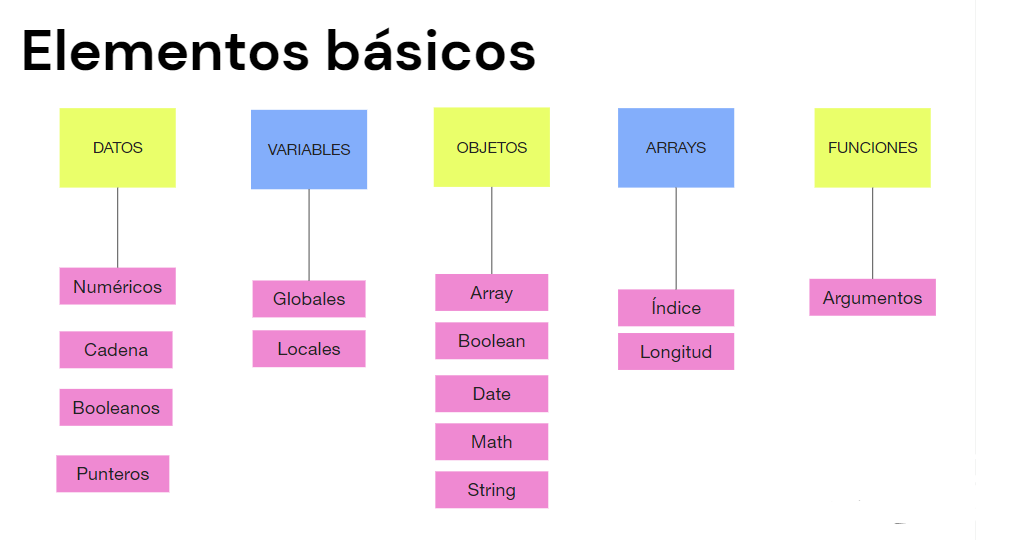 Elementos básicos
DATOS
VARIABLES
OBJETOS
ARRAYS
FUNCIONES
Numéricos
Cadena
Booleanos
Punteros
Globales
Locales
Array
Boolean
Date
Math
String
Índice
Longitud
Argumentos